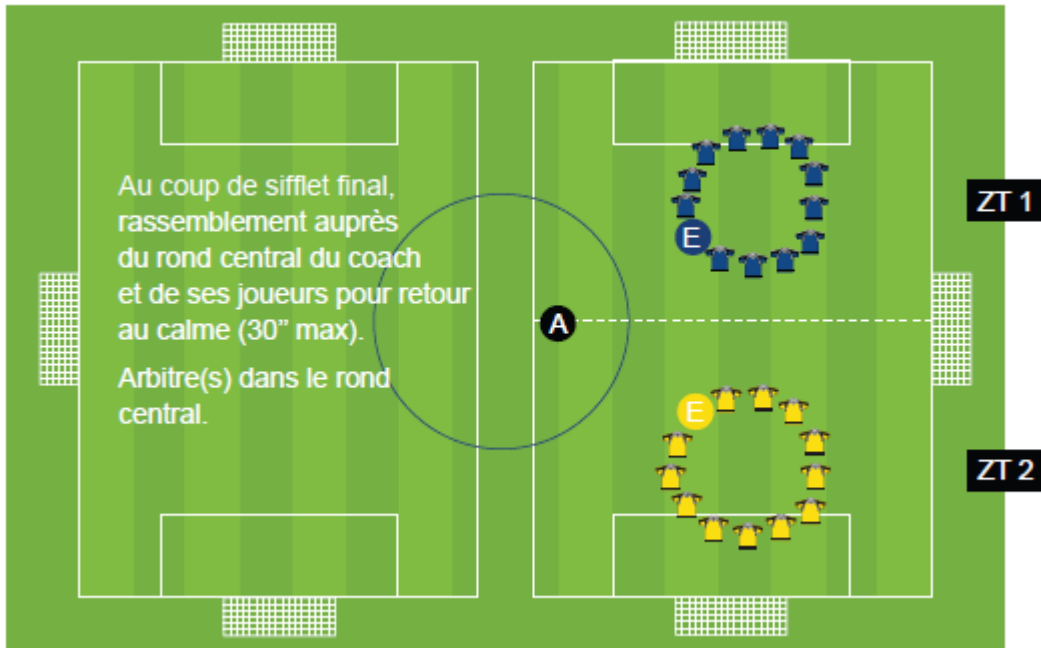 Au coup de sifflet final,
rassemblement auprès
du rond central du coach
et de ses joueurs pour retour
au calme (30” max).
Arbitre(s) dans le rond
central.
A
E
E
ZT 1
ZT 2